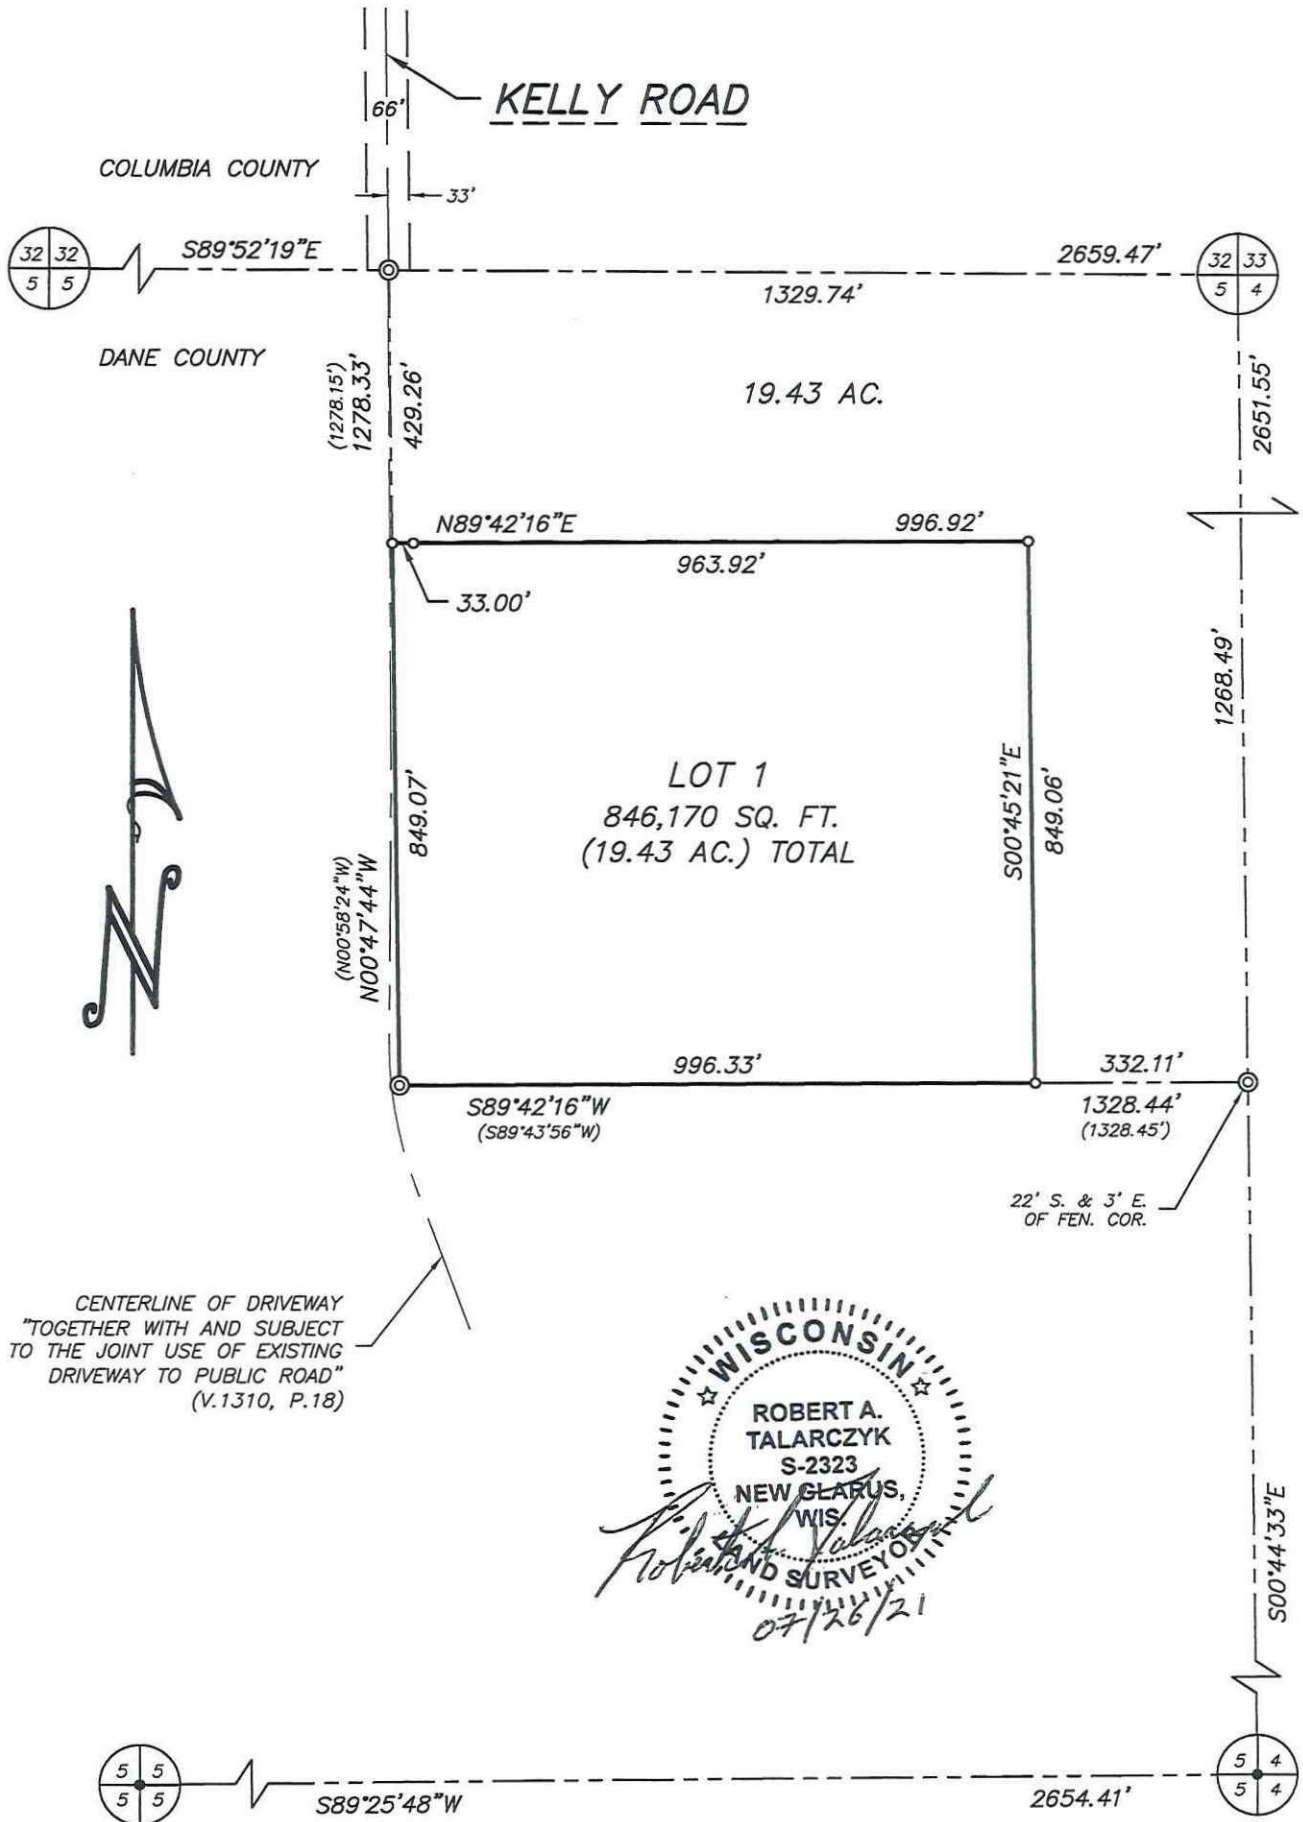 KELLY ROAD
66'
COLUMBIA COUNTY
33'
32 32
5 5
S89°52'19"E
2659.47'
1329.74'
32 33
5 4
DANE COUNTY
(1278.15')
1278.33'
429.26'
19.43 AC.
2651.55'
N89°42'16"E
996.92'
963.92'
33.00'
1268.49'
LOT 1
846,170 SQ. FT.
(19.43 AC.) TOTAL
849.07'
S00°45'21"E
849.06'
(N00°58'24"W)
N00°47'44"W
N
996.33'
332.11'
S89°42'16"W
(S89°43'56"W)
1328.44'
(1328.45')
22' S. & 3' E.
OF FEN. COR.
CENTERLINE OF DRIVEWAY
"TOGETHER WITH AND SUBJECT
TO THE JOINT USE OF EXISTING
DRIVEWAY TO PUBLIC ROAD"
(V.1310, P.18)
WISCONSIN
ROBERT A.
TALARCZYK
S-2323
NEW GLARUS,
WIS.
LAND SURVEYOR
Robert A. Talarczyk
07/26/21
S00°44'33"E
5 5
5 5
S89°25'48"W
2654.41'
5 4
5 4